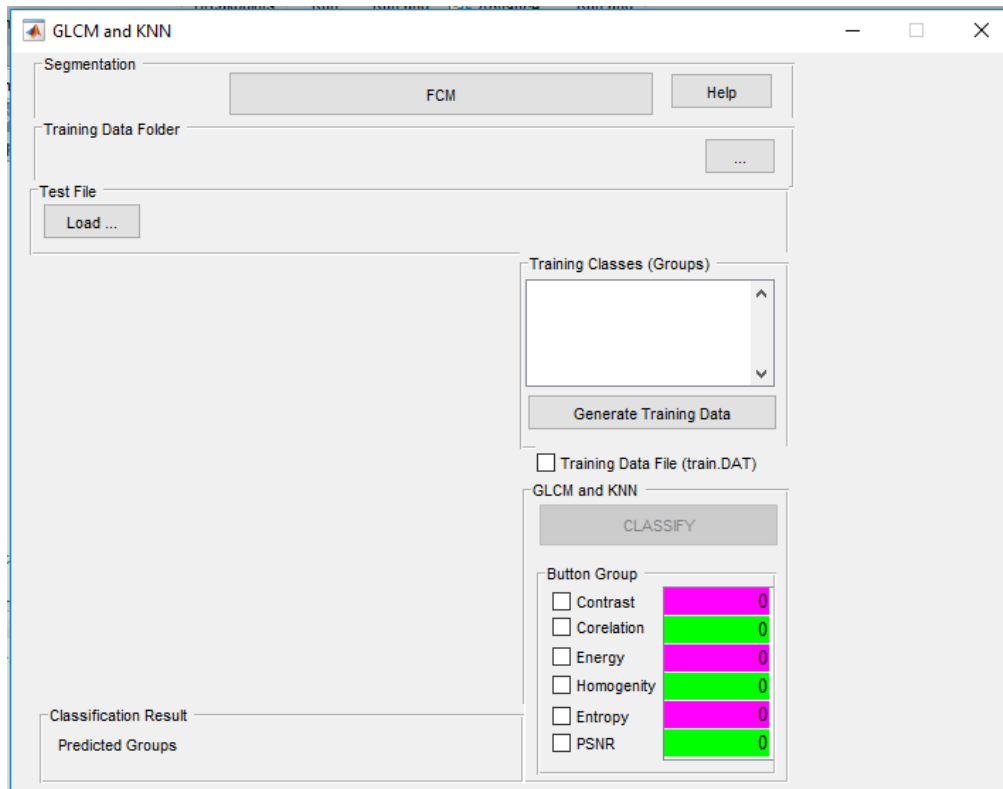 GLCM and KNN
Segmentation
FCM
Help
Training Data Folder
...
Test File
Load ...
Training Classes (Groups)
Generate Training Data
Training Data File (train.DAT)
GLCM and KNN
CLASSIFY
Button Group
Contrast 0
Corelation 0
Energy 0
Homogenity 0
Entropy 0
PSNR 0
Classification Result
Predicted Groups